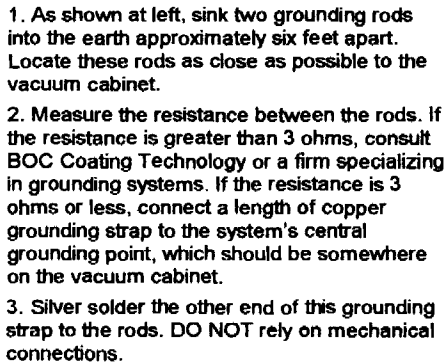 1. As shown at left, sink two grounding rods
into the earth approximately six feet apart.
Locate these rods as close as possible to the
vacuum cabinet.
2. Measure the resistance between the rods. If
the resistance is greater than 3 ohms, consult
BOC Coating Technology or a firm specializing
in grounding systems. If the resistance is 3
ohms or less, connect a length of copper
grounding strap to the system's central
grounding point, which should be somewhere
on the vacuum cabinet.
3. Silver solder the other end of this grounding
strap to the rods. DO NOT rely on mechanical
connections.